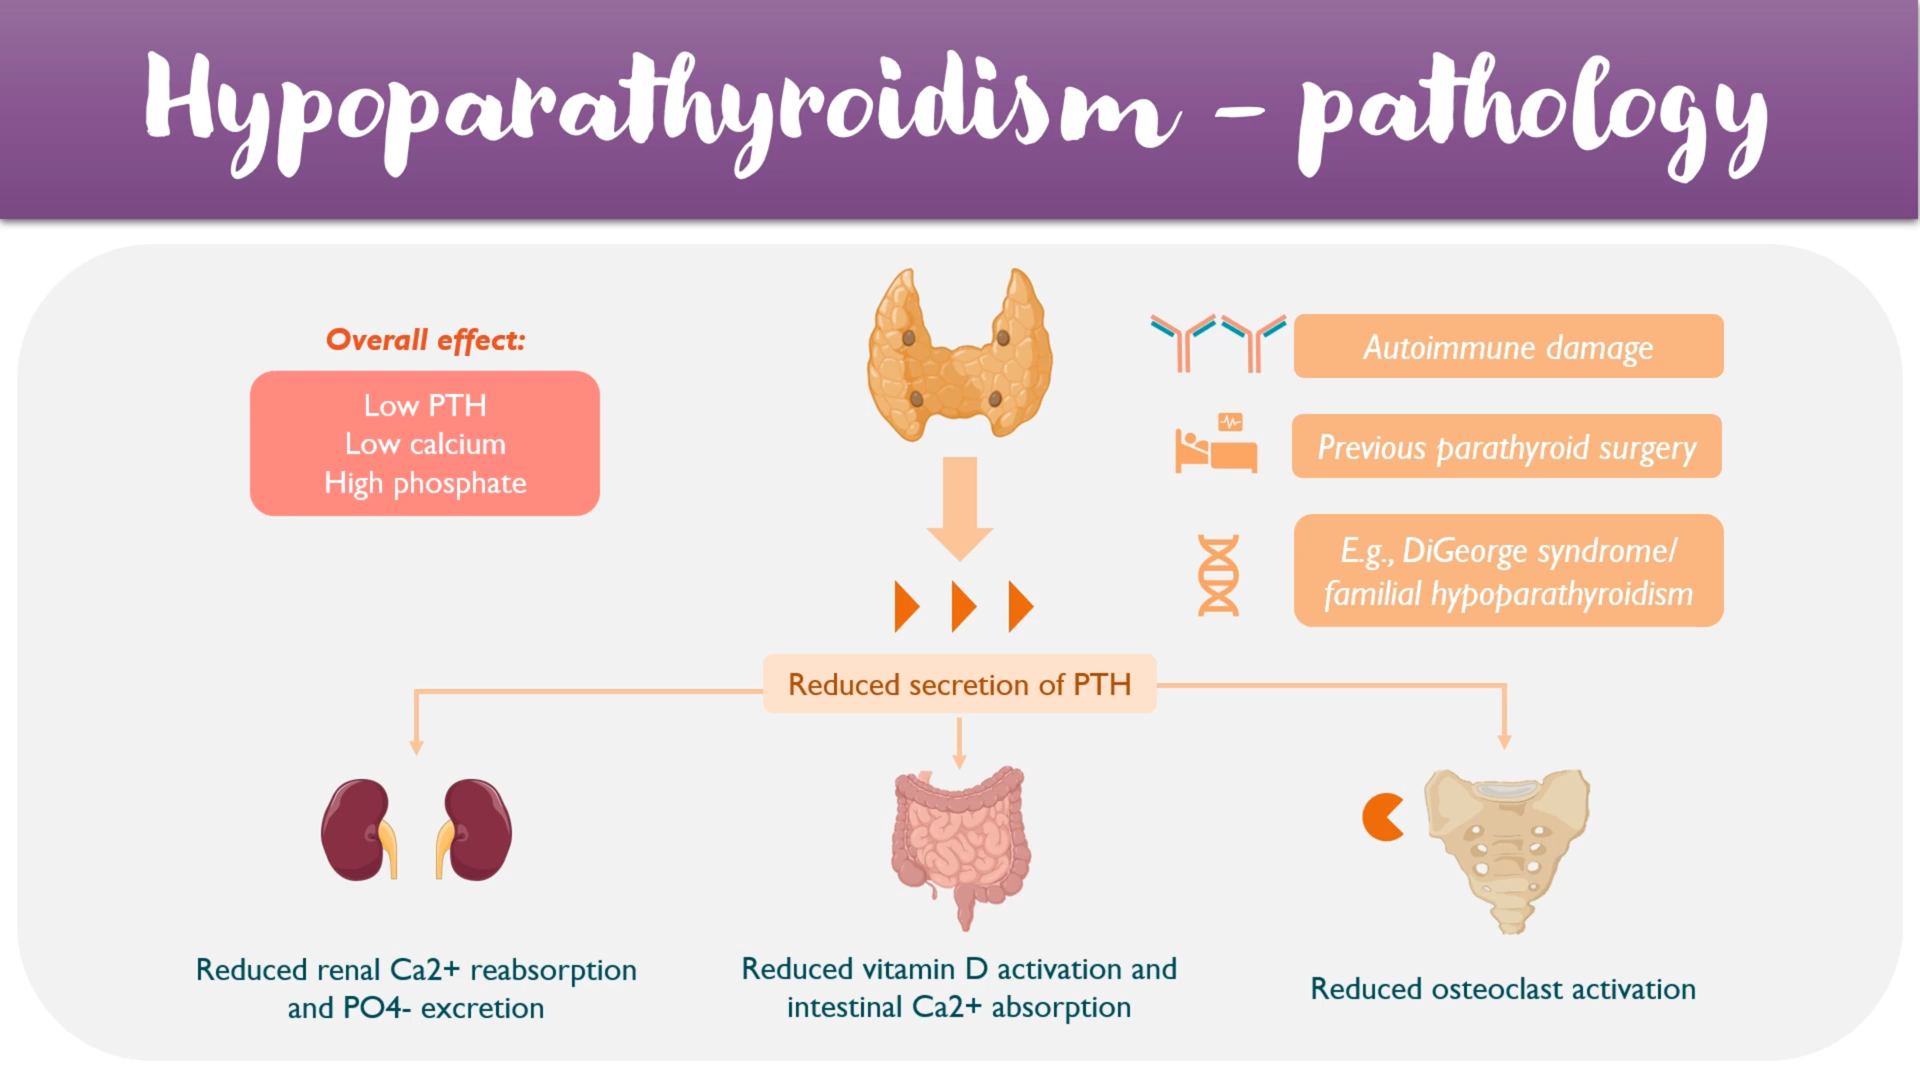 Hypoparathyroidism - pathology
Overall effect:
Low PTH
Low calcium
High phosphate
Autoimmune damage
Previous parathyroid surgery
E.g., DiGeorge syndrome/
familial hypoparathyroidism
Reduced secretion of PTH
Reduced renal Ca2+ reabsorption
and PO4- excretion
Reduced vitamin D activation and
intestinal Ca2+ absorption
Reduced osteoclast activation